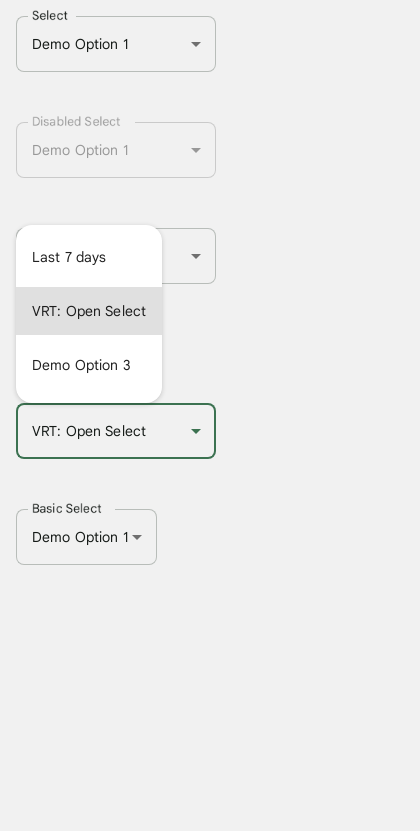 Select
Demo Option 1
Disabled Select
Demo Option 1
Last 7 days
VRT: Open Select
Demo Option 3
VRT: Open Select
Basic Select
Demo Option 1